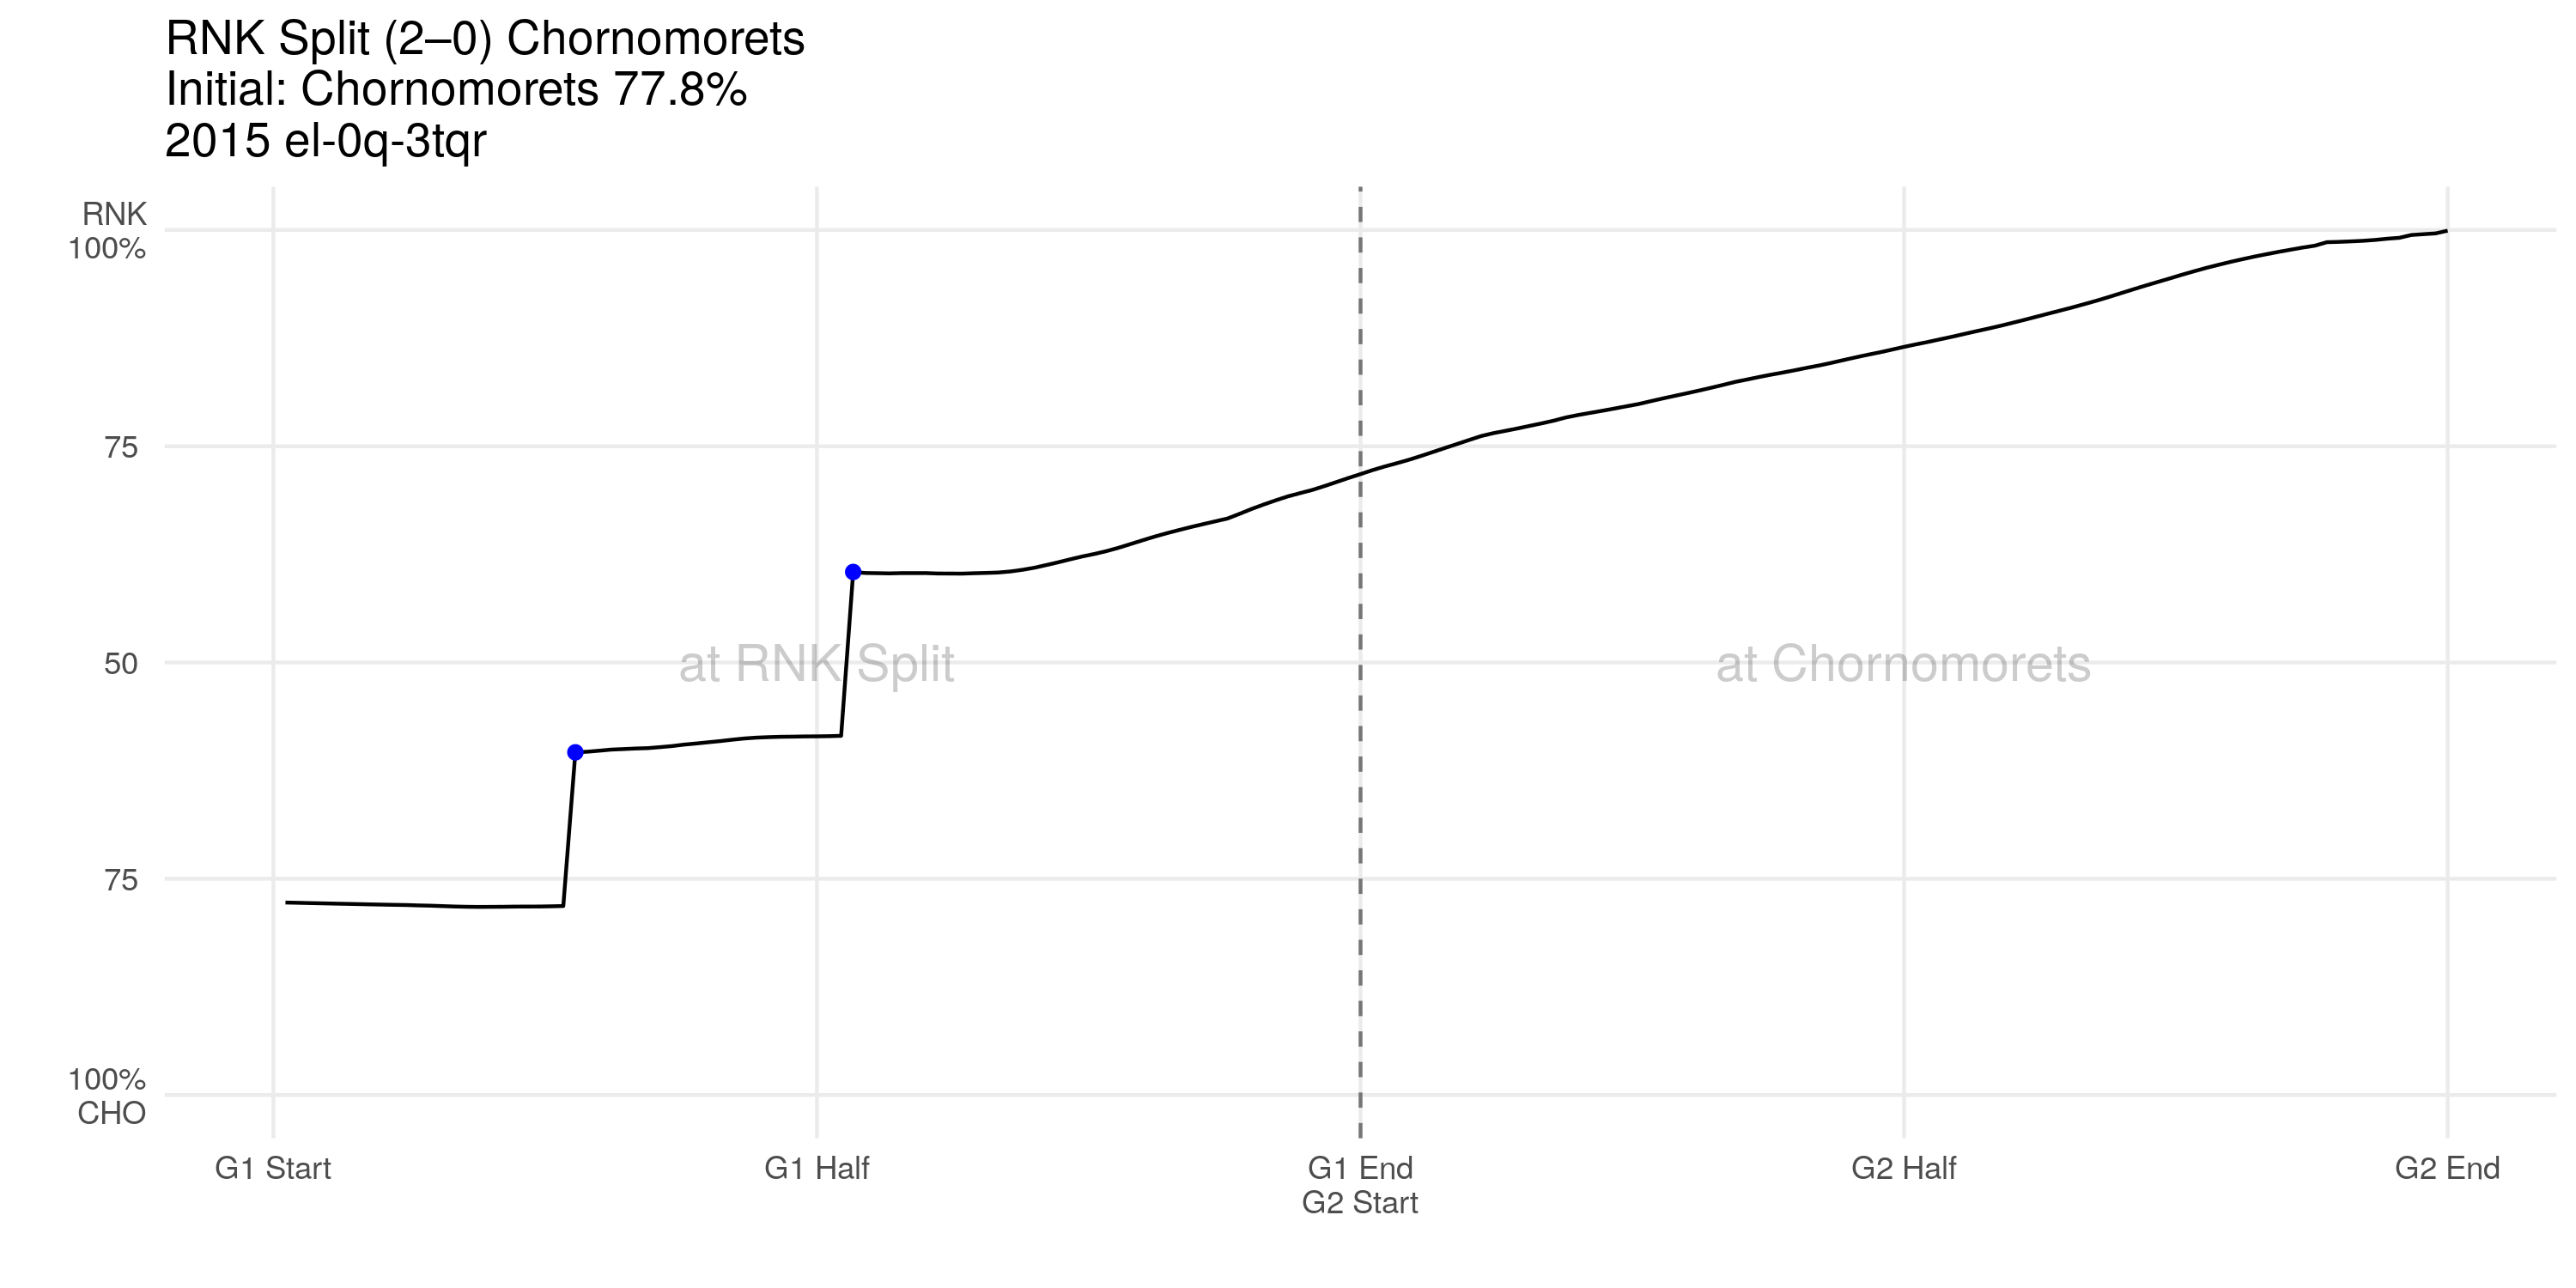 RNK Split (2–0) Chornomorets
Initial: Chornomorets 77.8%
2015 el-0q-3tqr
RNK
100%
75
50
75
100%
CHO
at RNK Split
at Chornomorets
G1 Start
G1 Half
G1 End
G2 Start
G2 Half
G2 End